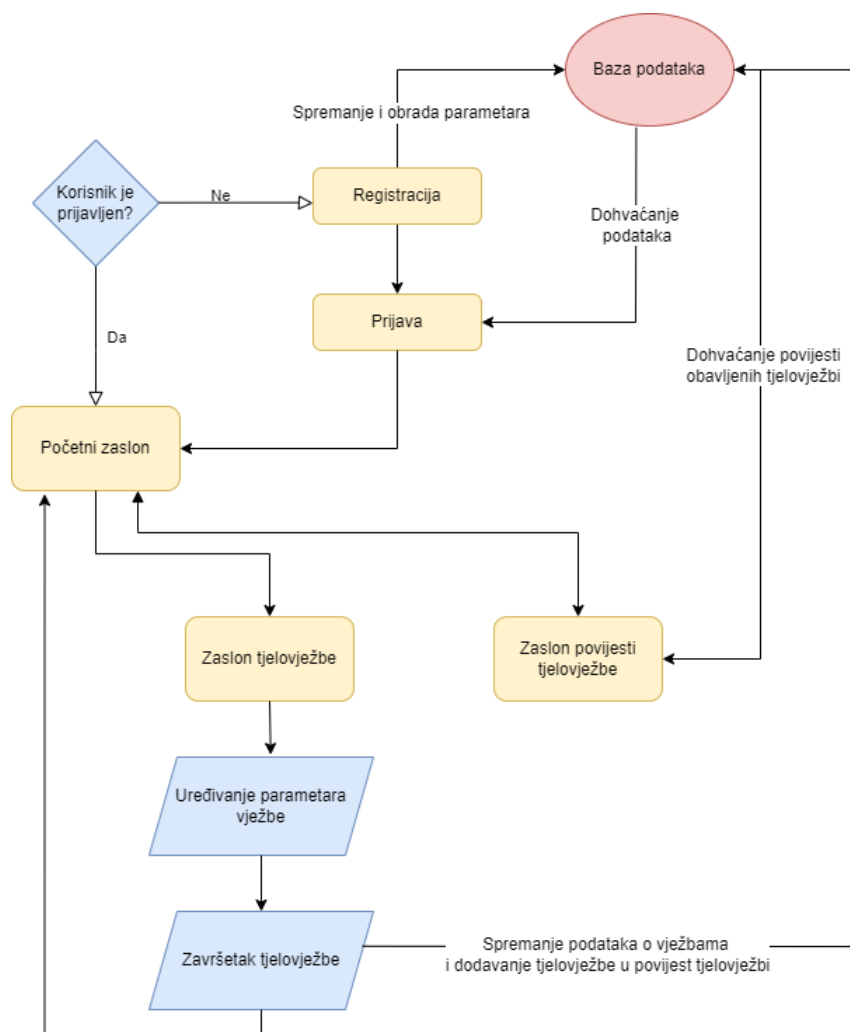 Baza podataka
Spremanje i obrada parametara
Korisnik je
prijavljen?
Ne
Registracija
Dohvaćanje
podataka
Prijava
Da
Dohvaćanje povijesti
obavljenih tjelovježbi
Početni zaslon
Zaslon tjelovježbe
Zaslon povijesti
tjelovježbe
Uređivanje parametara
vježbe
Završetak tjelovježbe
Spremanje podataka o vježbama
i dodavanje tjelovježbe u povijest tjelovježbi